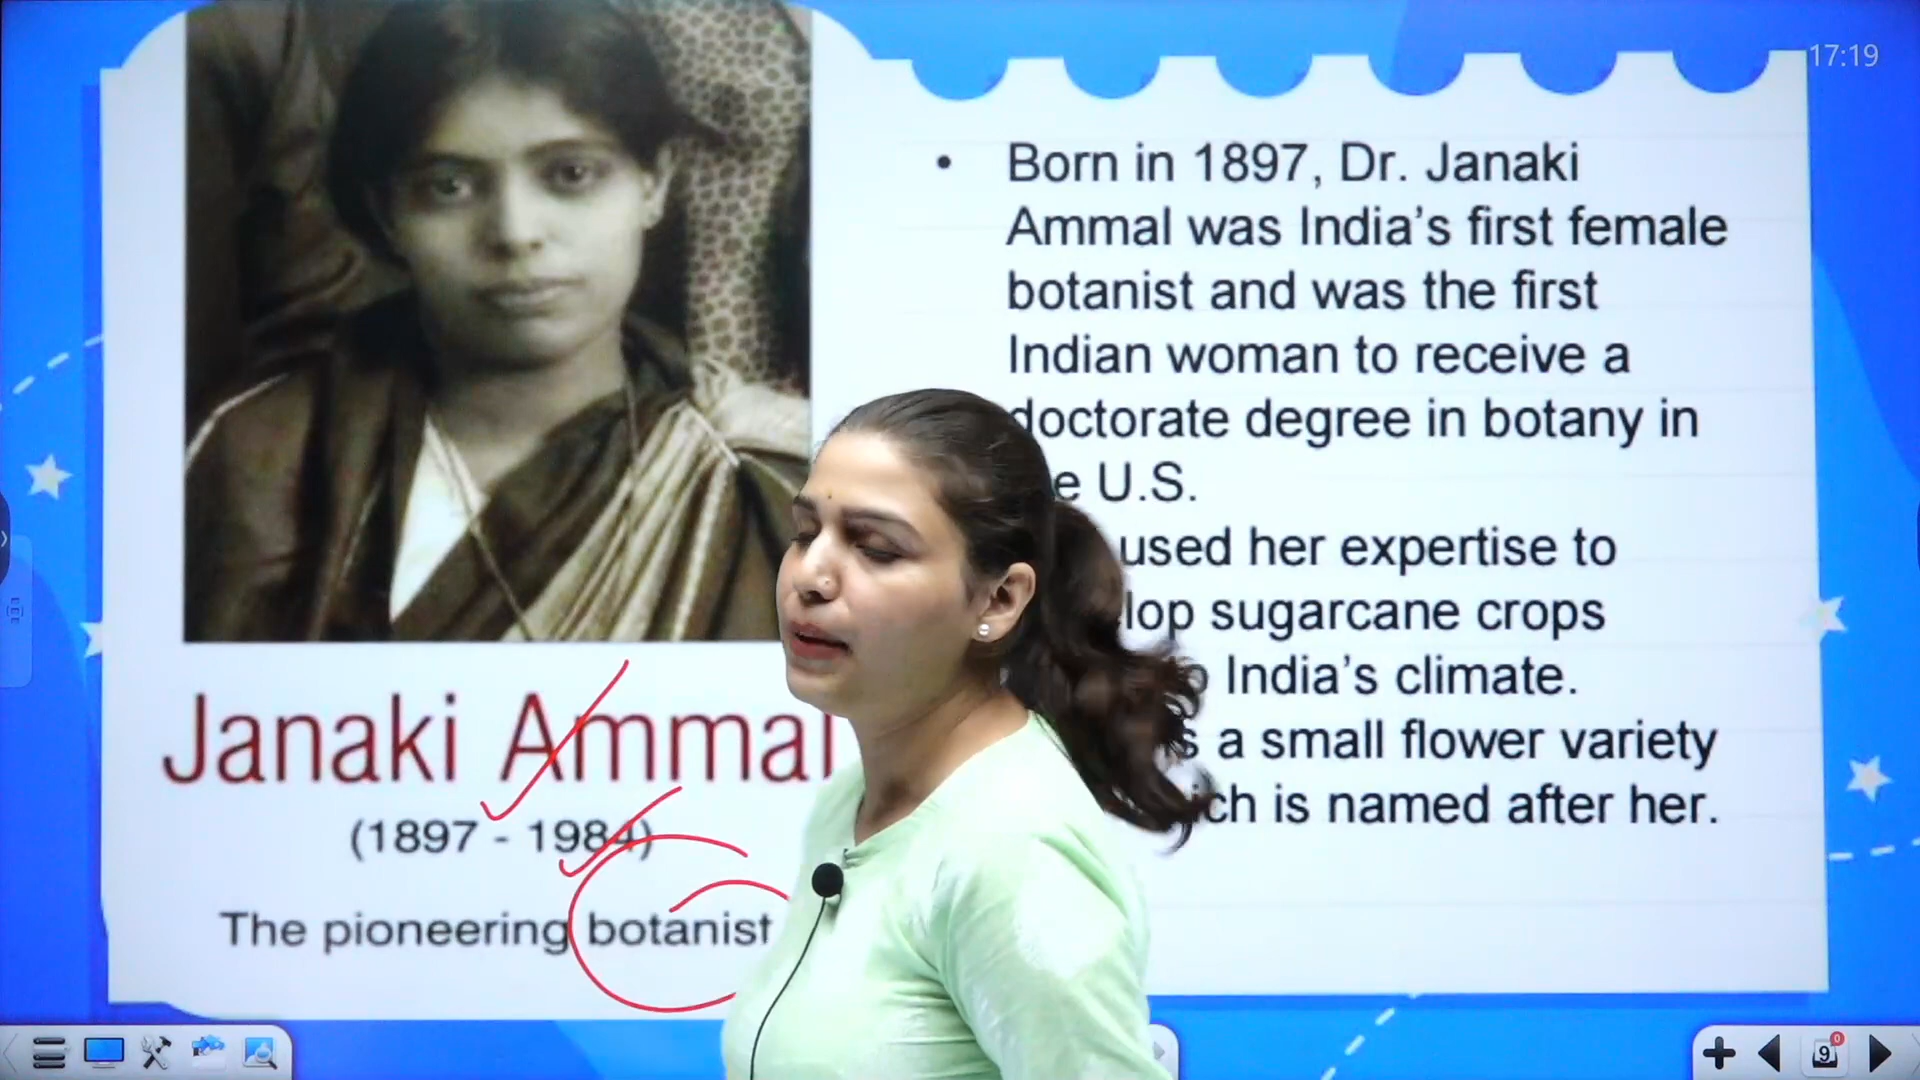 17:19
• Born in 1897, Dr. Janaki
Ammal was India's first female
botanist and was the first
Indian woman to receive a
doctorate degree in botany in
U.S.
used her expertise to
sugarcane crops
India's climate.
a small flower variety
is named after her.
Janaki Ammal
(1897 - 1984)
The pioneering botanist
9
0